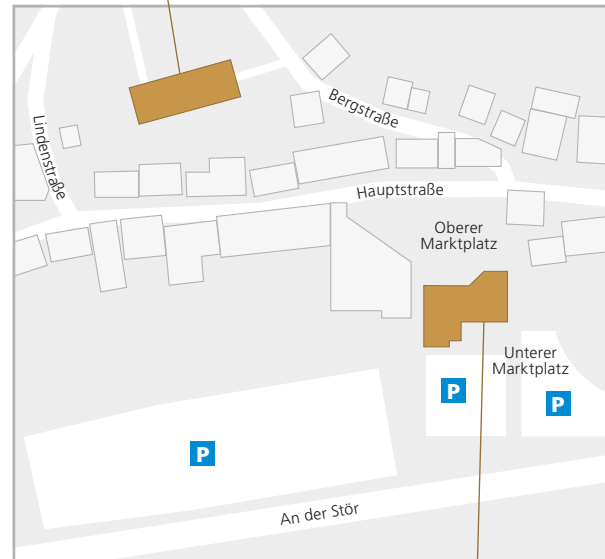 Bergstraße
Lindenstraße
Hauptstraße
Oberer
Marktplatz
Unterer
Marktplatz
P
P
P
An der Stör